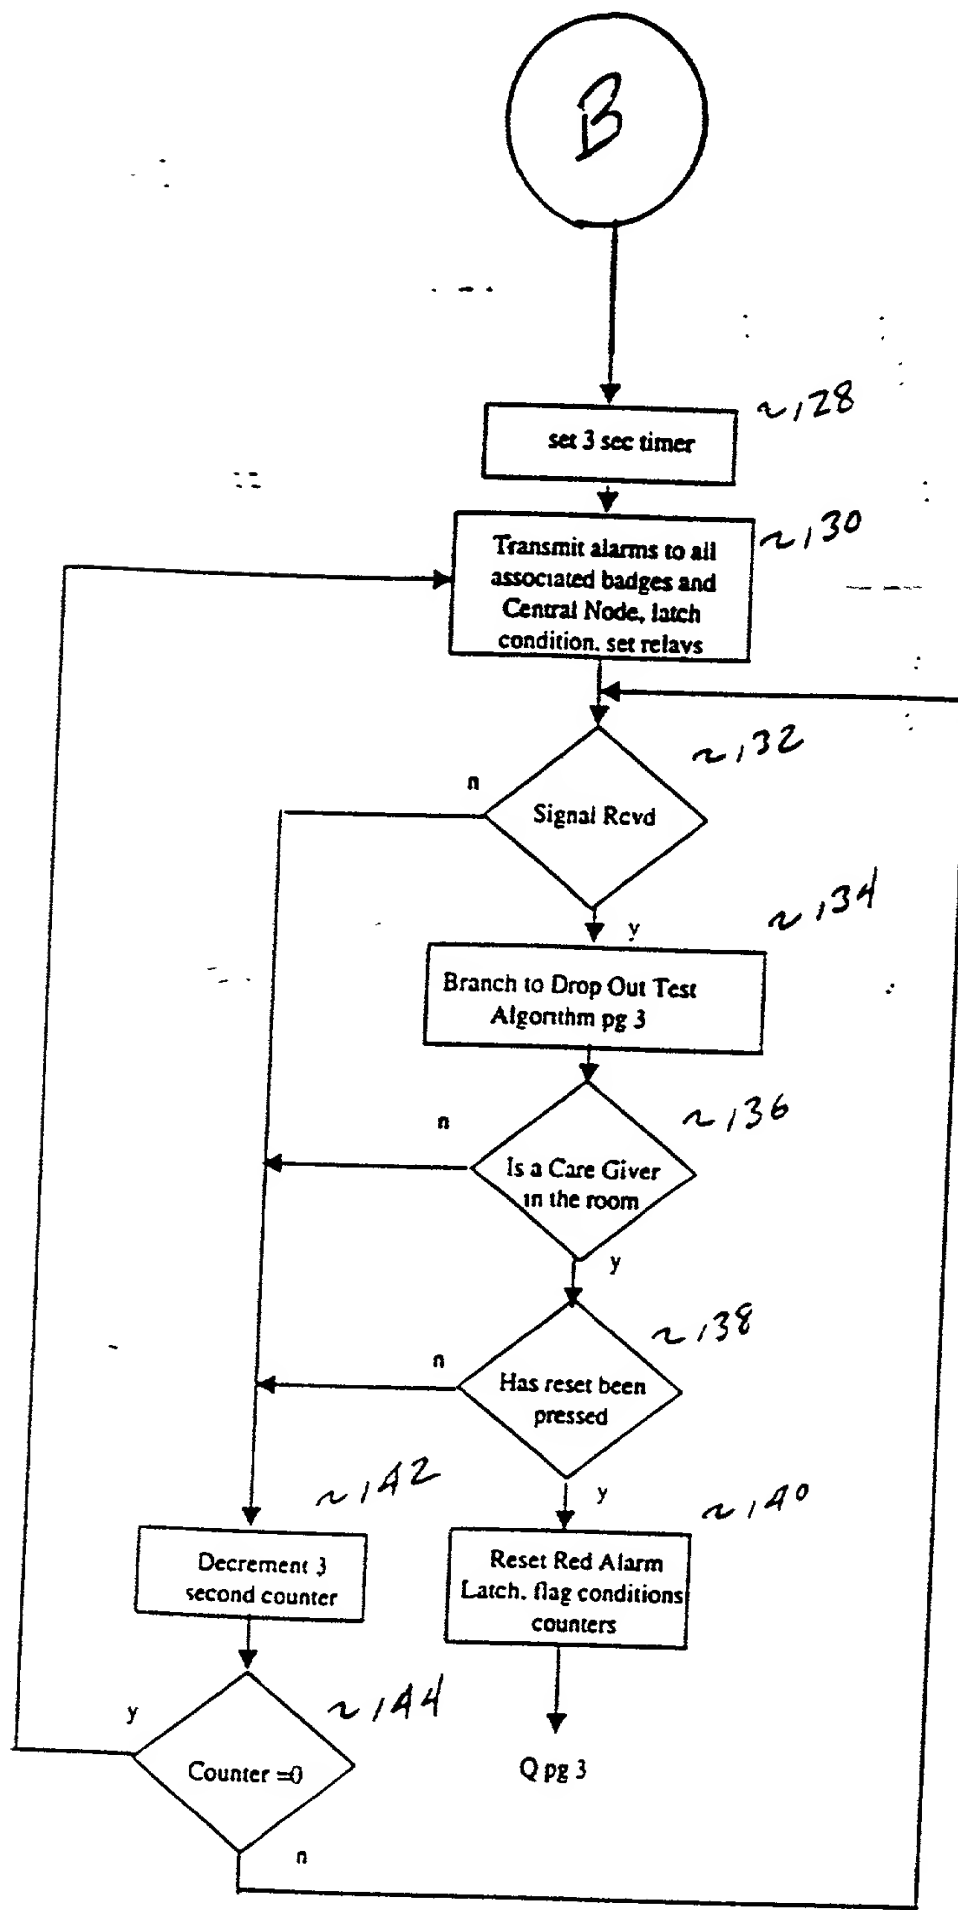 B
set 3 sec timer
~128
Transmit alarms to all
associated badges and
Central Node, latch
condition. set relays
~130
Signal Rcvd
~132
n
y
Branch to Drop Out Test
Algorithm pg 3
~134
Is a Care Giver
in the room
~136
n
y
Has reset been
pressed
~138
n
y
Decrement 3
second counter
~142
Reset Red Alarm
Latch. flag conditions
counters
~140
Counter =0
~144
y
n
Q pg 3